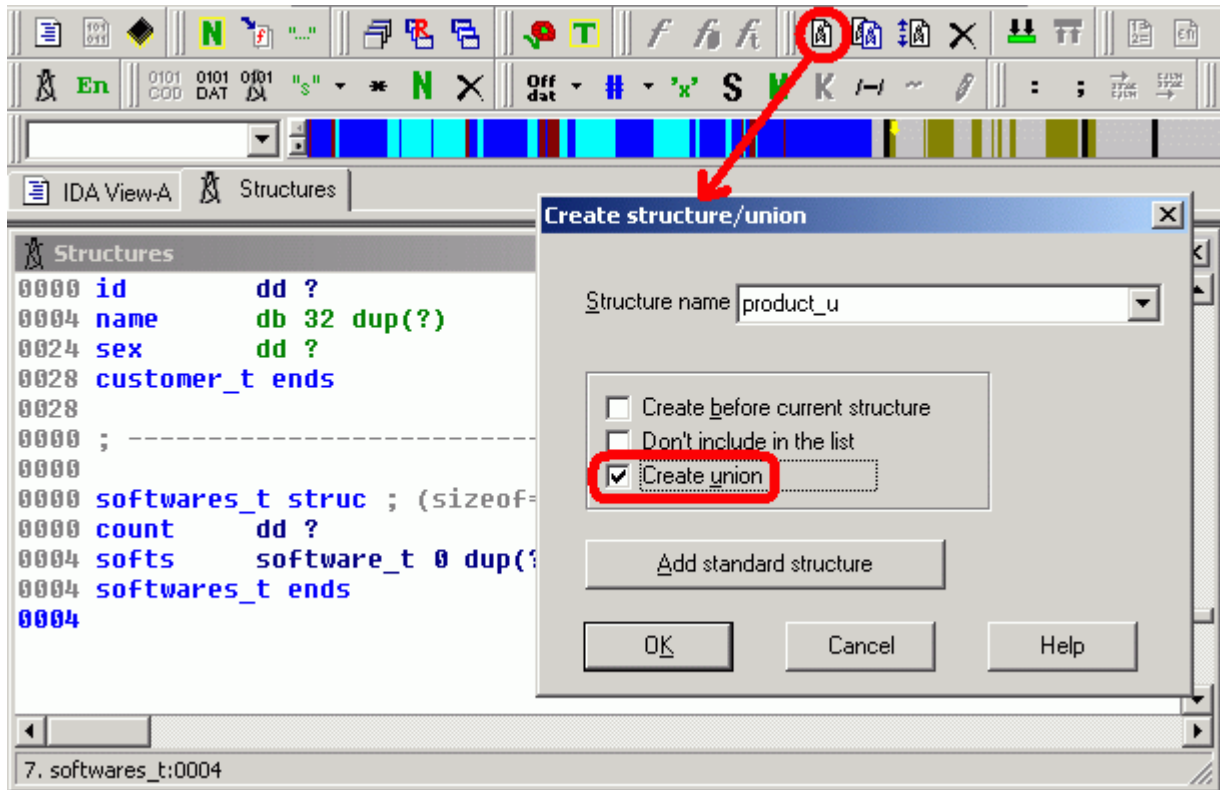 N "..." T f
En 0101 COD 0101 DAT 0101 "s" * N X Off dat # 'x' S M K ~ : ;
IDA View-A Structures
Create structure/union
Structures
0000 id dd ?
0004 name db 32 dup(?)
0024 sex dd ?
0028 customer_t ends
0028
0000 ; ------------------------
0000
0000 softwares_t struc ; (sizeof=
0000 count dd ?
0004 softs software_t 0 dup(?
0004 softwares_t ends
0004
Structure name product_u
Create before current structure
Don't include in the list
Create union
Add standard structure
OK Cancel Help
7. softwares_t:0004